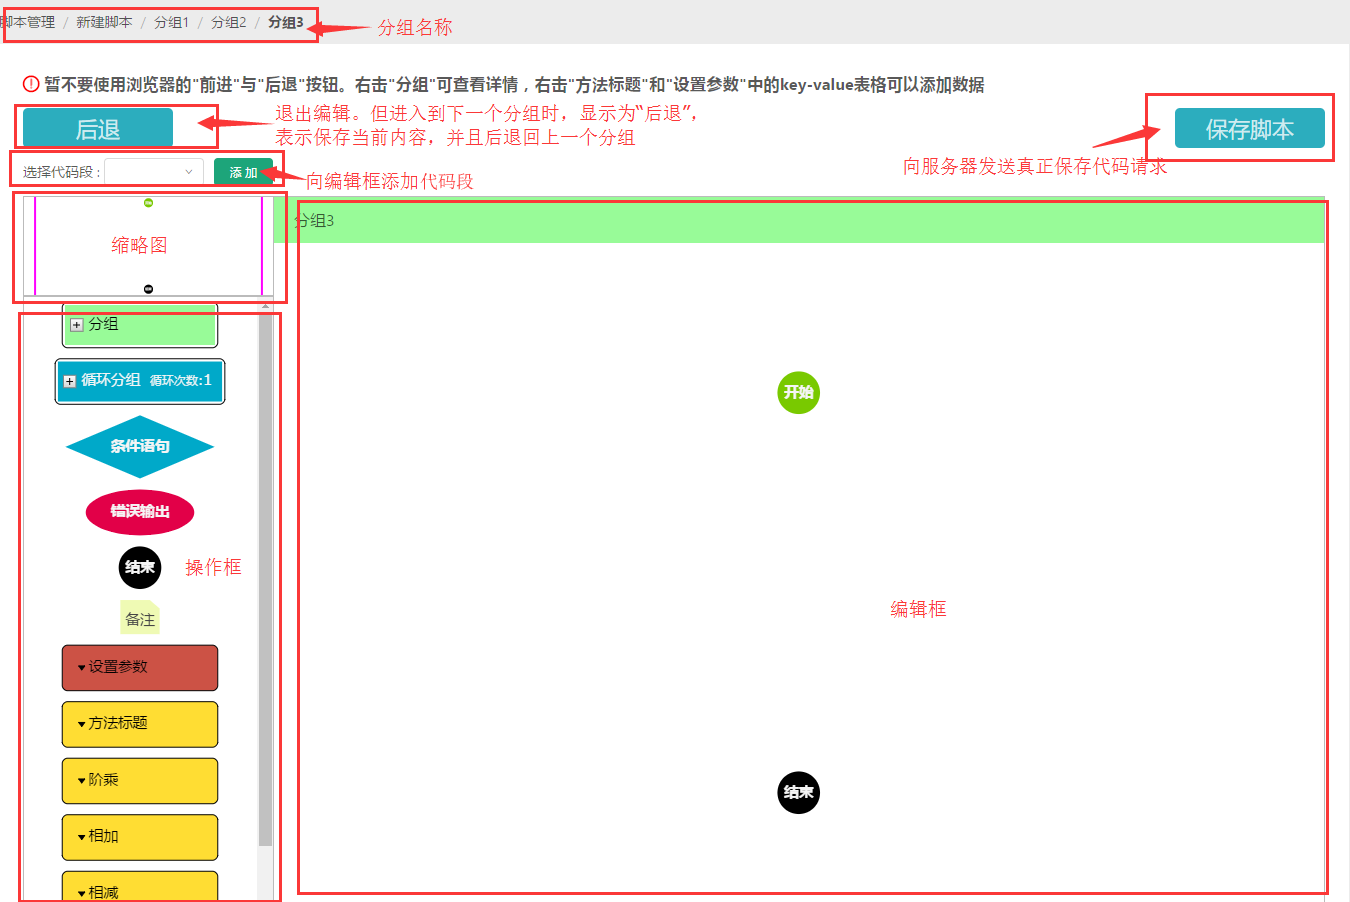 脚本管理 / 新建脚本 / 分组1 / 分组2 / 分组3
分组名称
暂不要使用浏览器的"前进"与"后退"按钮。右击"分组"可查看详情，右击"方法标题"和"设置参数"中的key-value表格可以添加数据
后退
退出编辑。但进入到下一个分组时，显示为“后退”，
表示保存当前内容，并且后退回上一个分组
保存脚本
向服务器发送真正保存代码请求
选择代码段 :
添 加
向编辑框添加代码段
缩略图
分组3
分组
循环分组 循环次数:1
条件语句
错误输出
结束
操作框
备注
设置参数
方法标题
阶乘
相加
相减
开始
编辑框
结束